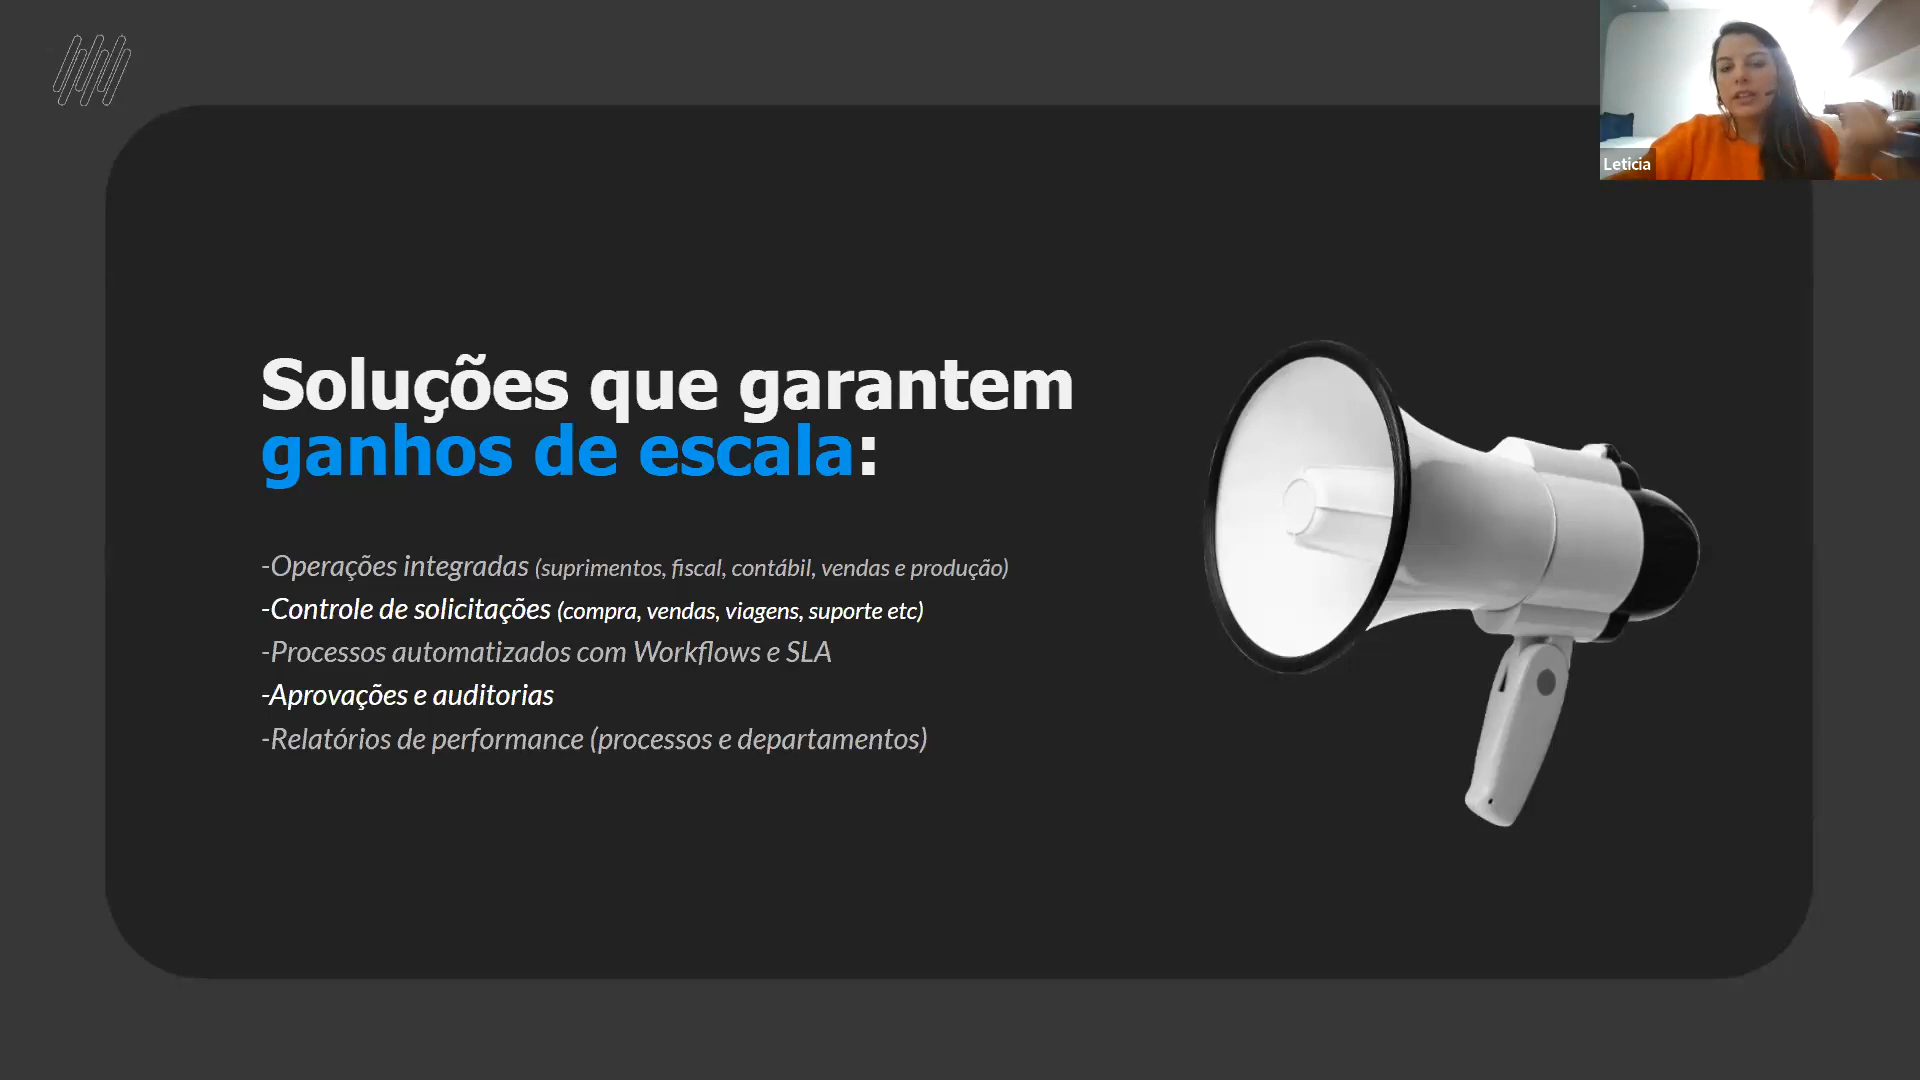 Leticia
Soluções que garantem
ganhos de escala:
-Operações integradas (suprimentos, fiscal, contábil, vendas e produção)
-Controle de solicitações (compra, vendas, viagens, suporte etc)
-Processos automatizados com Workflows e SLA
-Aprovações e auditorias
-Relatórios de performance (processos e departamentos)